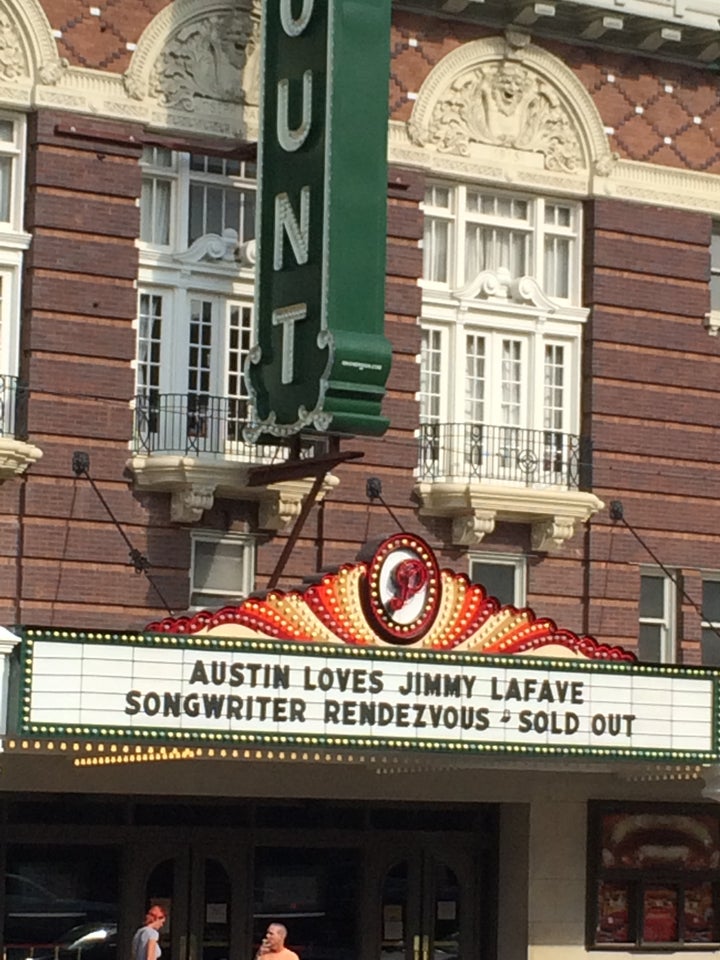 OUNT
P
AUSTIN LOVES JIMMY LAFAVE
SONGWRITER RENDEZVOUS - SOLD OUT